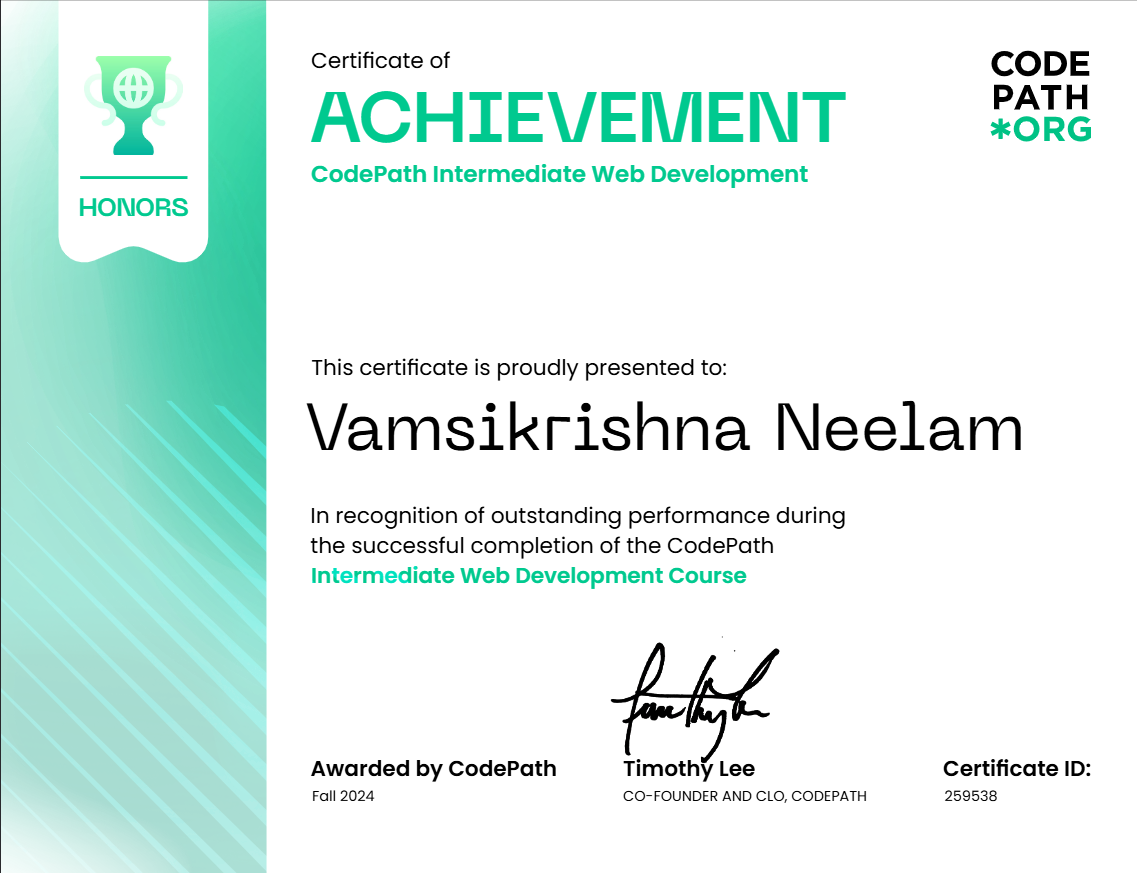 HONORS
Certificate of
ACHIEVEMENT
CodePath Intermediate Web Development
CODE
PATH
*ORG
This certificate is proudly presented to:
Vamsikrishna Neelam
In recognition of outstanding performance during
the successful completion of the CodePath
Intermediate Web Development Course
Awarded by CodePath
Fall 2024
Timothy Lee
CO-FOUNDER AND CLO, CODEPATH
Certificate ID:
259538